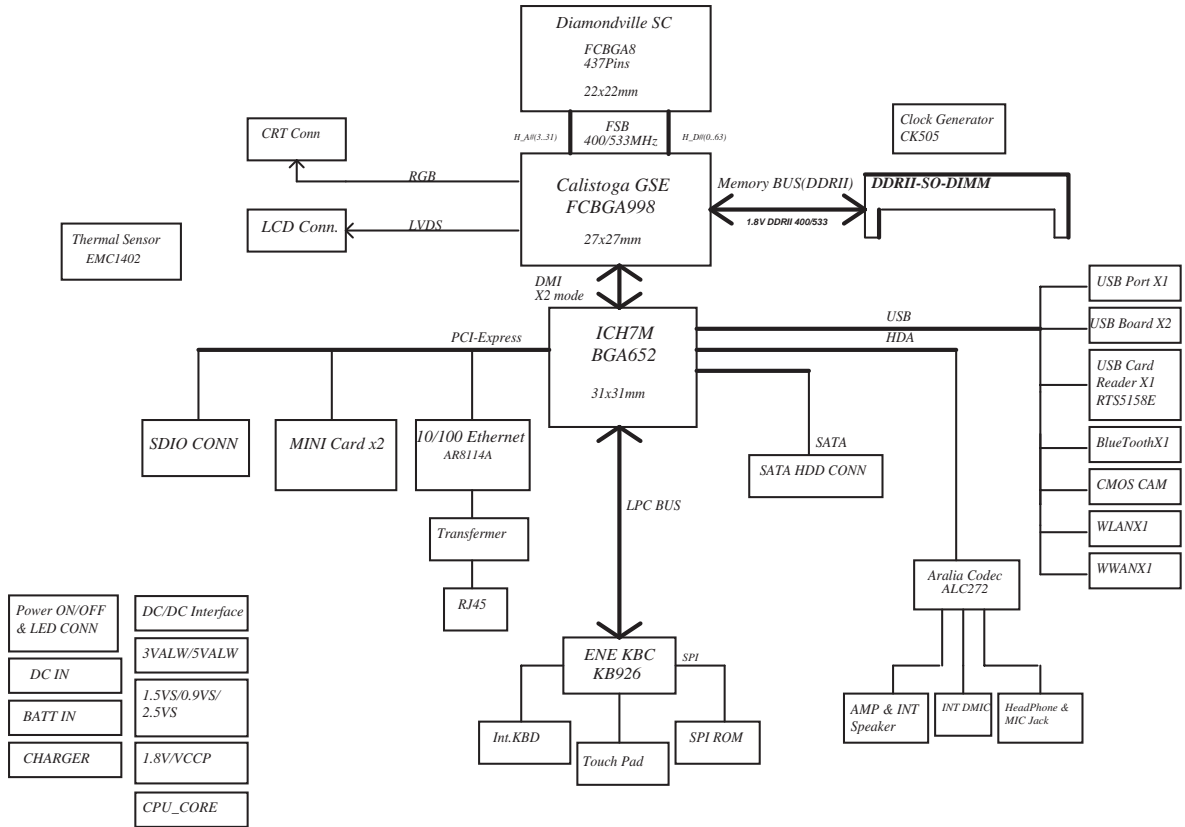 Diamondville SC
FCBGA8
437Pins
22x22mm
H_A#(3..31)
FSB
400/533MHz
H_D#(0..63)
Clock Generator
CK505
CRT Conn
RGB
Calistoga GSE
FCBGA998
27x27mm
Memory BUS(DDRII)
1.8V DDRII 400/533
DDRII-SO-DIMM
LCD Conn.
LVDS
Thermal Sensor
EMC1402
DMI
X2 mode
ICH7M
BGA652
31x31mm
PCI-Express
USB
HDA
SATA
USB Port X1
USB Board X2
USB Card
Reader X1
RTS5158E
BlueToothX1
CMOS CAM
WLANX1
WWANX1
SDIO CONN
MINI Card x2
10/100 Ethernet
AR8114A
SATA HDD CONN
LPC BUS
Transfermer
RJ45
Aralia Codec
ALC272
Power ON/OFF
& LED CONN
DC IN
BATT IN
CHARGER
DC/DC Interface
3VALW/5VALW
1.5VS/0.9VS/
2.5VS
1.8V/VCCP
CPU_CORE
ENE KBC
KB926
SPI
Int.KBD
Touch Pad
SPI ROM
AMP & INT
Speaker
INT DMIC
HeadPhone &
MIC Jack